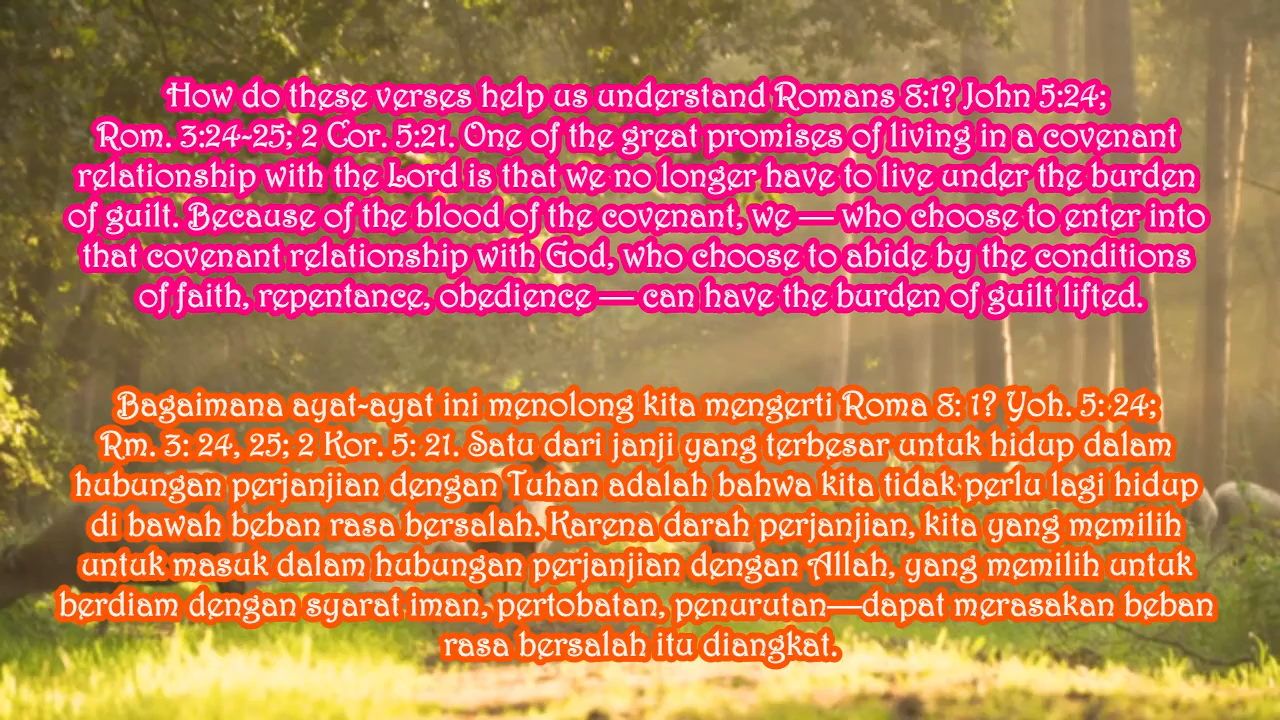 How do these verses help us understand Romans 8:1? John 5:24;
Rom. 3:24-25; 2 Cor. 5:21. One of the great promises of living in a covenant
relationship with the Lord is that we no longer have to live under the burden
of guilt. Because of the blood of the covenant, we — who choose to enter into
that covenant relationship with God, who choose to abide by the conditions
of faith, repentance, obedience — can have the burden of guilt lifted.
Bagaimana ayat-ayat ini menolong kita mengerti Roma 8: 1? Yoh. 5: 24;
Rm. 3: 24, 25; 2 Kor. 5: 21. Satu dari janji yang terbesar untuk hidup dalam
hubungan perjanjian dengan Tuhan adalah bahwa kita tidak perlu lagi hidup
di bawah beban rasa bersalah. Karena darah perjanjian, kita yang memilih
untuk masuk dalam hubungan perjanjian dengan Allah, yang memilih untuk
berdiam dengan syarat iman, pertobatan, penurutan—dapat merasakan beban
rasa bersalah itu diangkat.